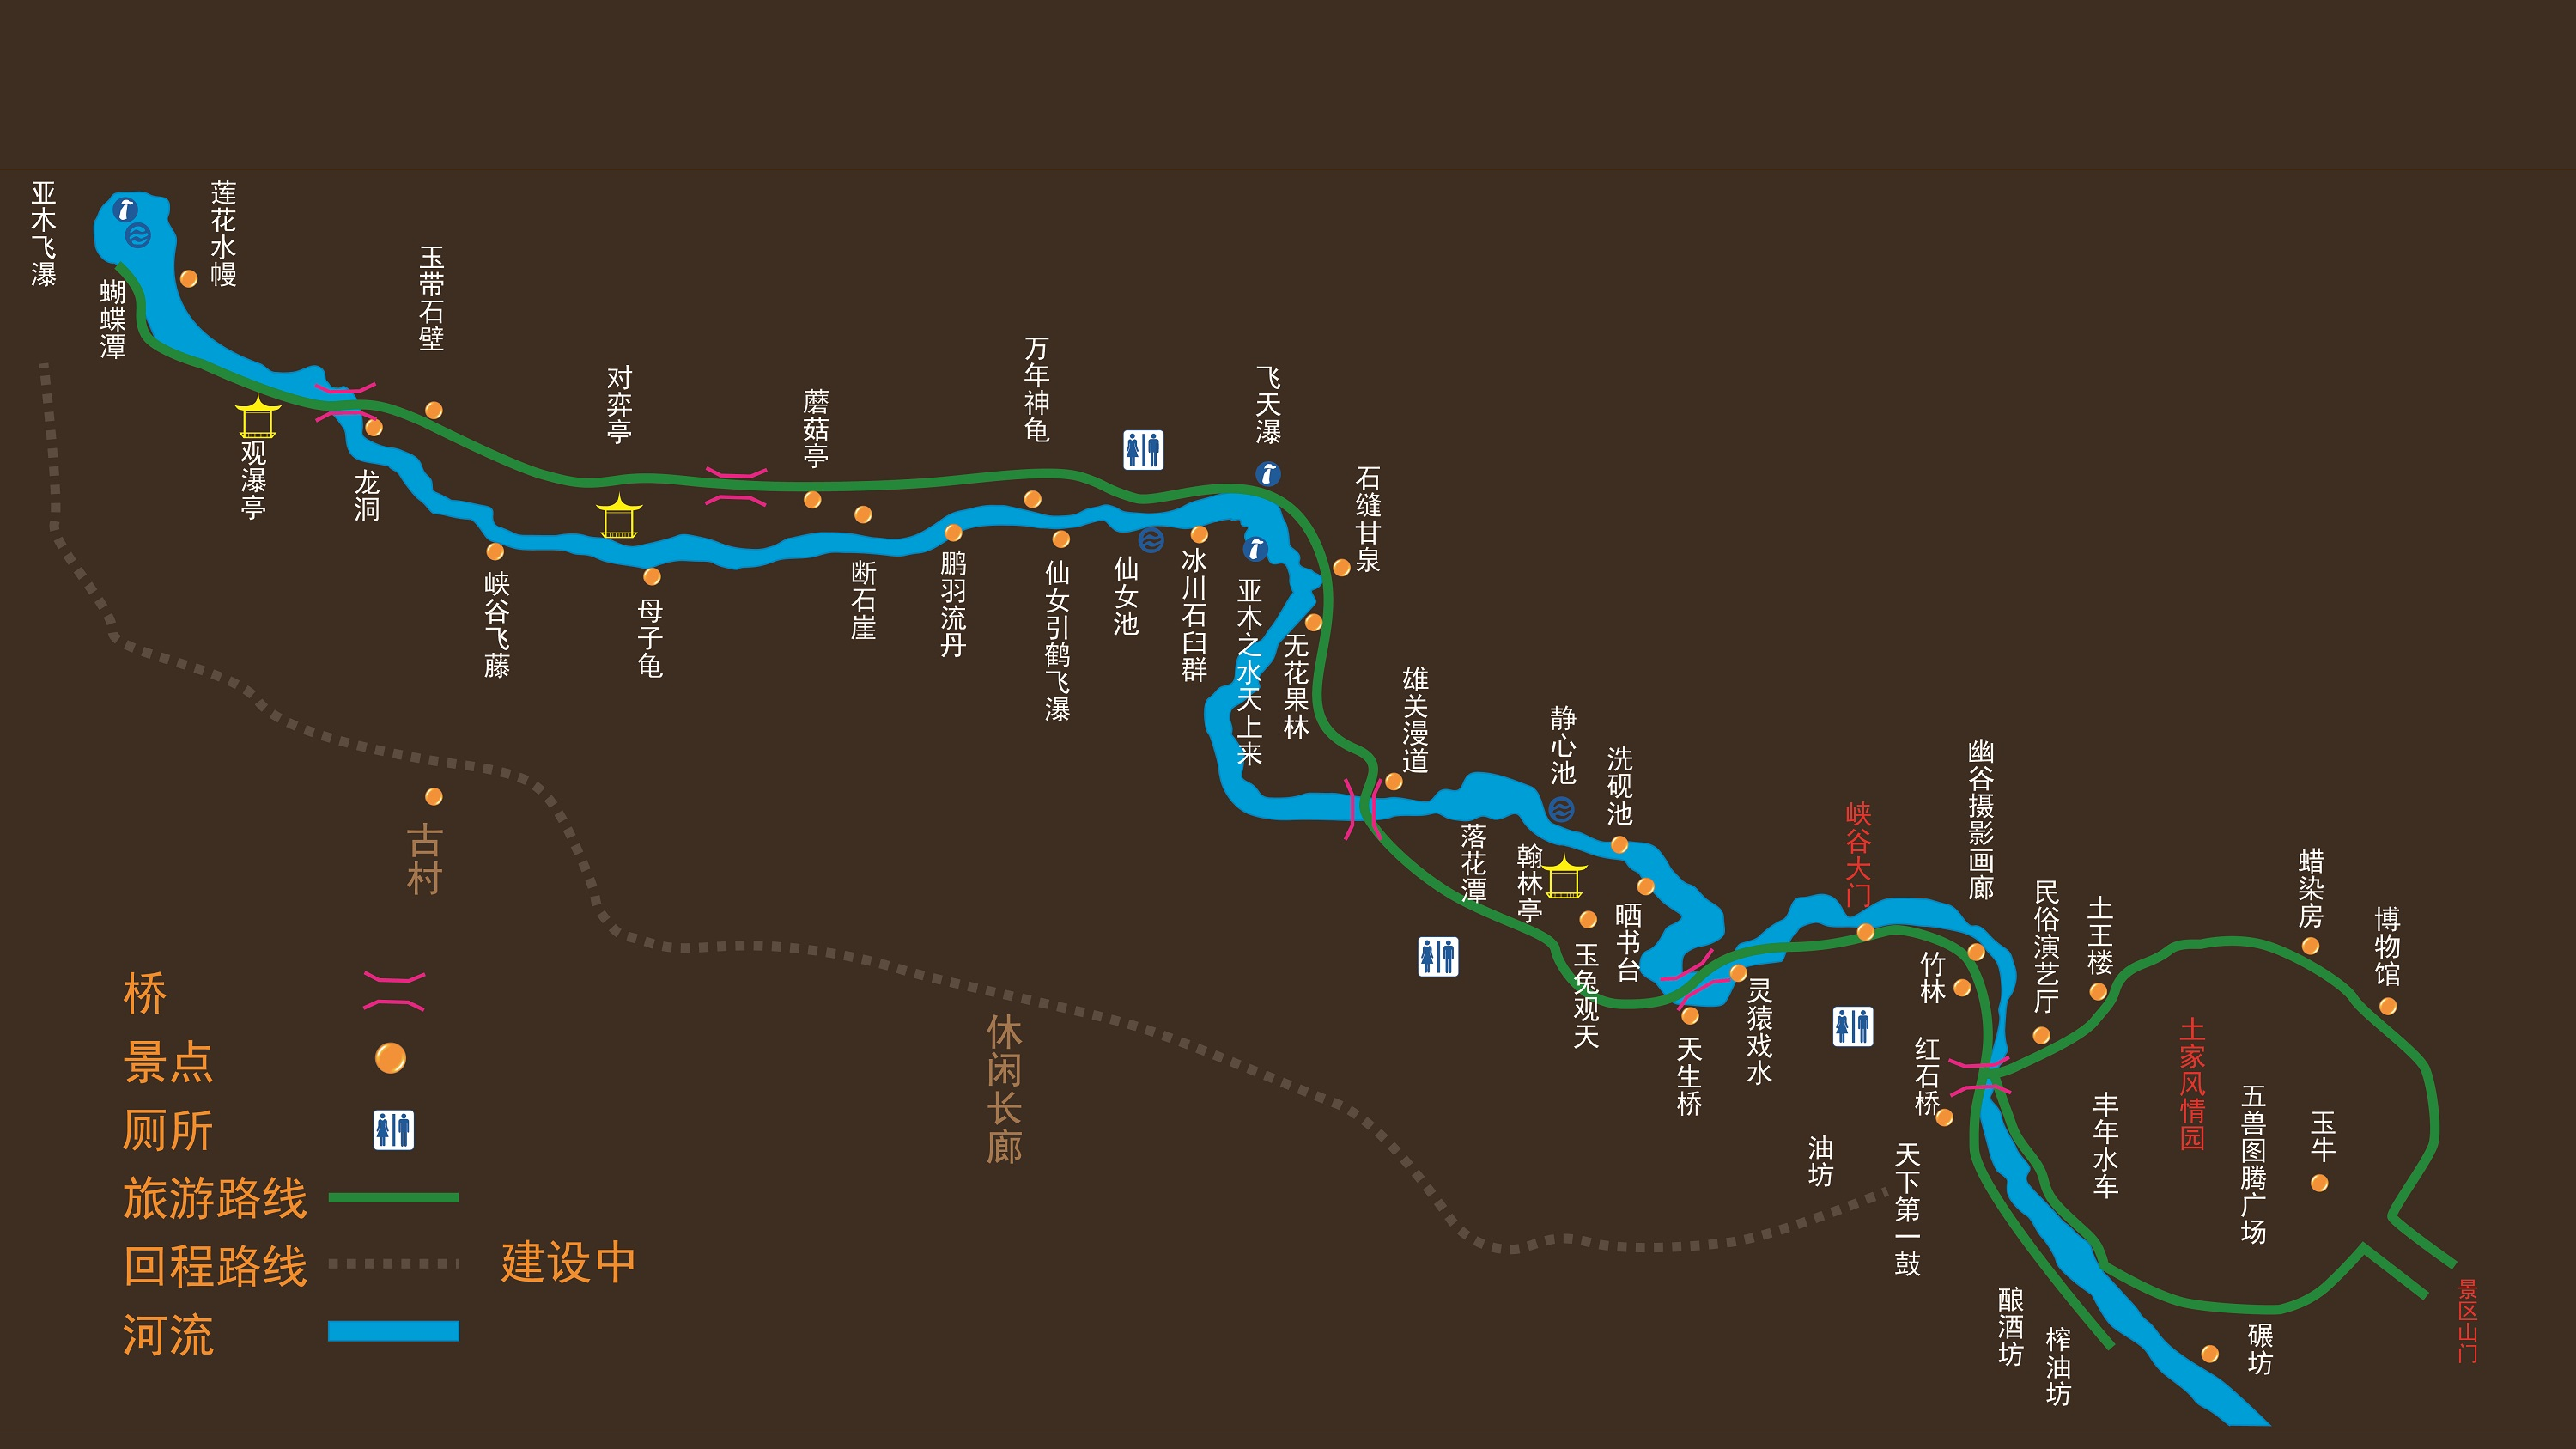 亚木飞瀑
莲花水幔
蝴蝶潭
玉带石壁
观瀑亭
龙洞
对弈亭
峡谷飞藤
母子龟
蘑菇亭
断石崖
万年神龟
鹏羽流丹
仙女引鹤飞瀑
仙女池
冰川石臼群
飞天瀑
亚木之水天上来
石缝甘泉
无花果林
雄关漫道
静心池
洗砚池
落花潭
翰林亭
晒书台
玉兔观天
天生桥
灵猿戏水
峡谷大门
幽谷摄影画廊
竹林
红石桥
民俗演艺厅
土王楼
蜡染房
博物馆
土家风情园
丰年水车
五兽图腾广场
玉牛
油坊
天下第一鼓
酿酒坊
榨油坊
碾坊
景区山门
古村
休闲长廊
桥
景点
厕所
旅游路线
回程路线 建设中
河流